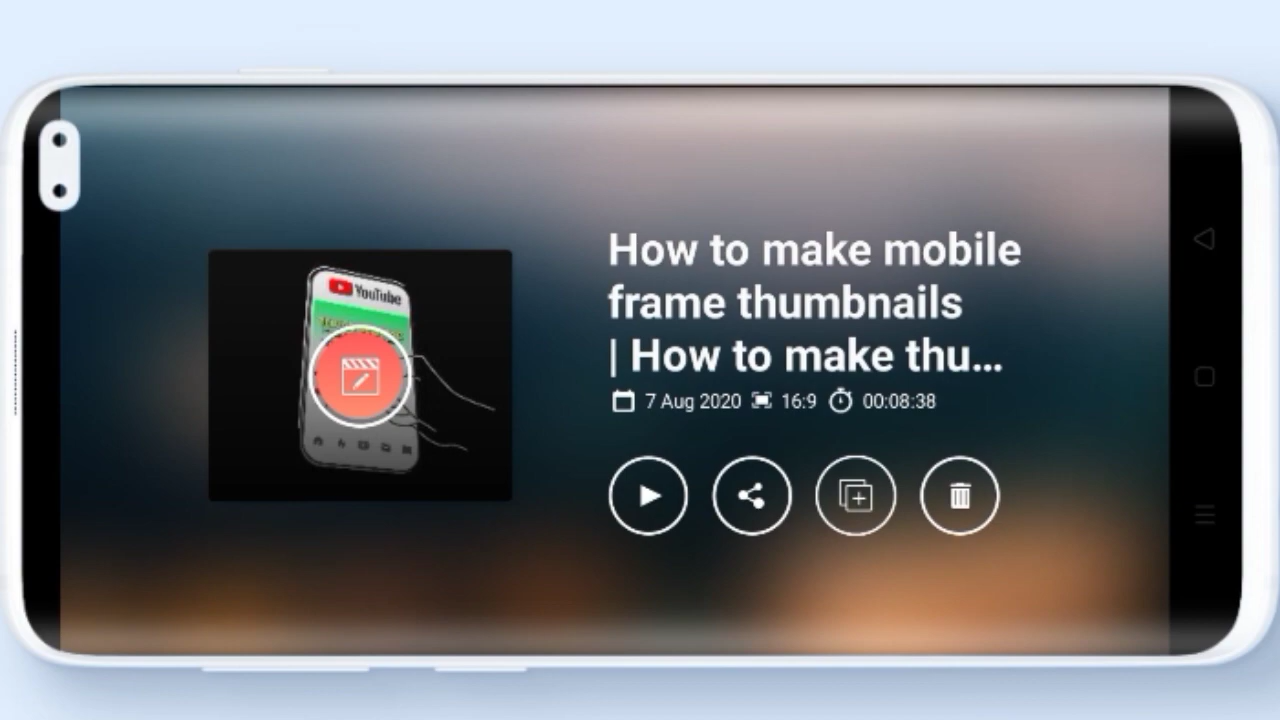 YouTube
How to make mobile
frame thumbnails
| How to make thu...
7 Aug 2020 16:9 00:08:38